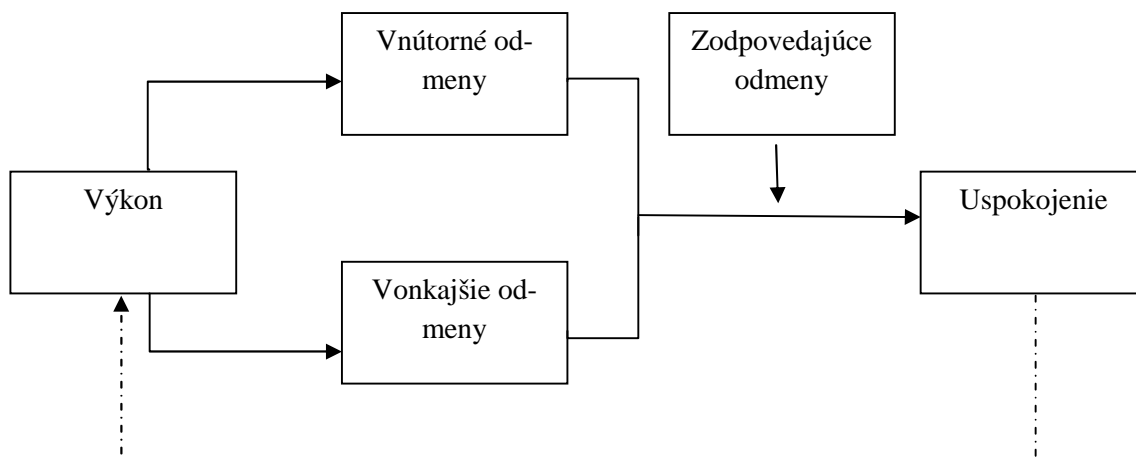 Vnútorné od-
meny
Zodpovedajúce
odmeny
Výkon
Uspokojenie
Vonkajšie od-
meny